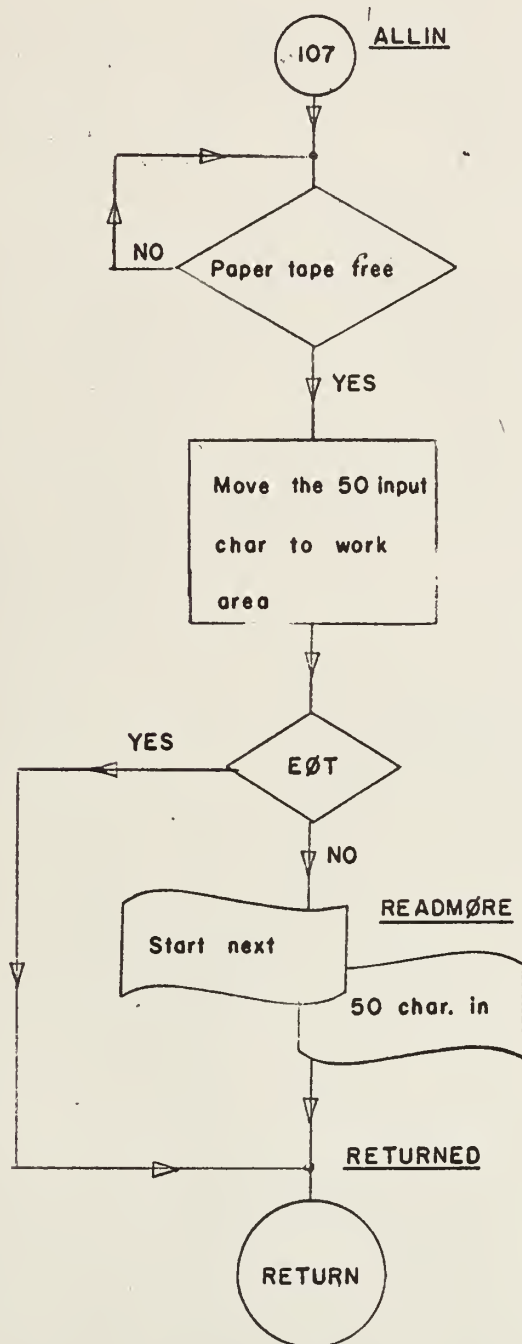 ALLIN
107
NO
Paper tape free
YES
Move the 50 input
char to work
area
YES
EØT
NO
READMØRE
Start next
50 char. in
RETURNED
RETURN